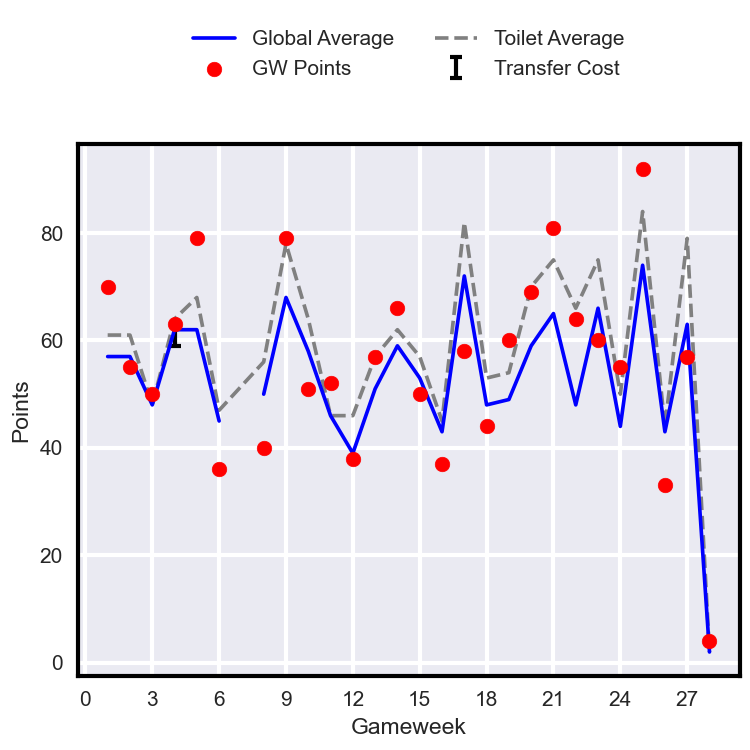 Global Average Toilet Average
GW Points Transfer Cost
80
60
40
20
0
Points
0 3 6 9 12 15 18 21 24 27
Gameweek